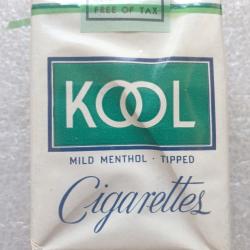 FREE OF TAX
KOOL
MILD MENTHOL · TIPPED
Cigarettes